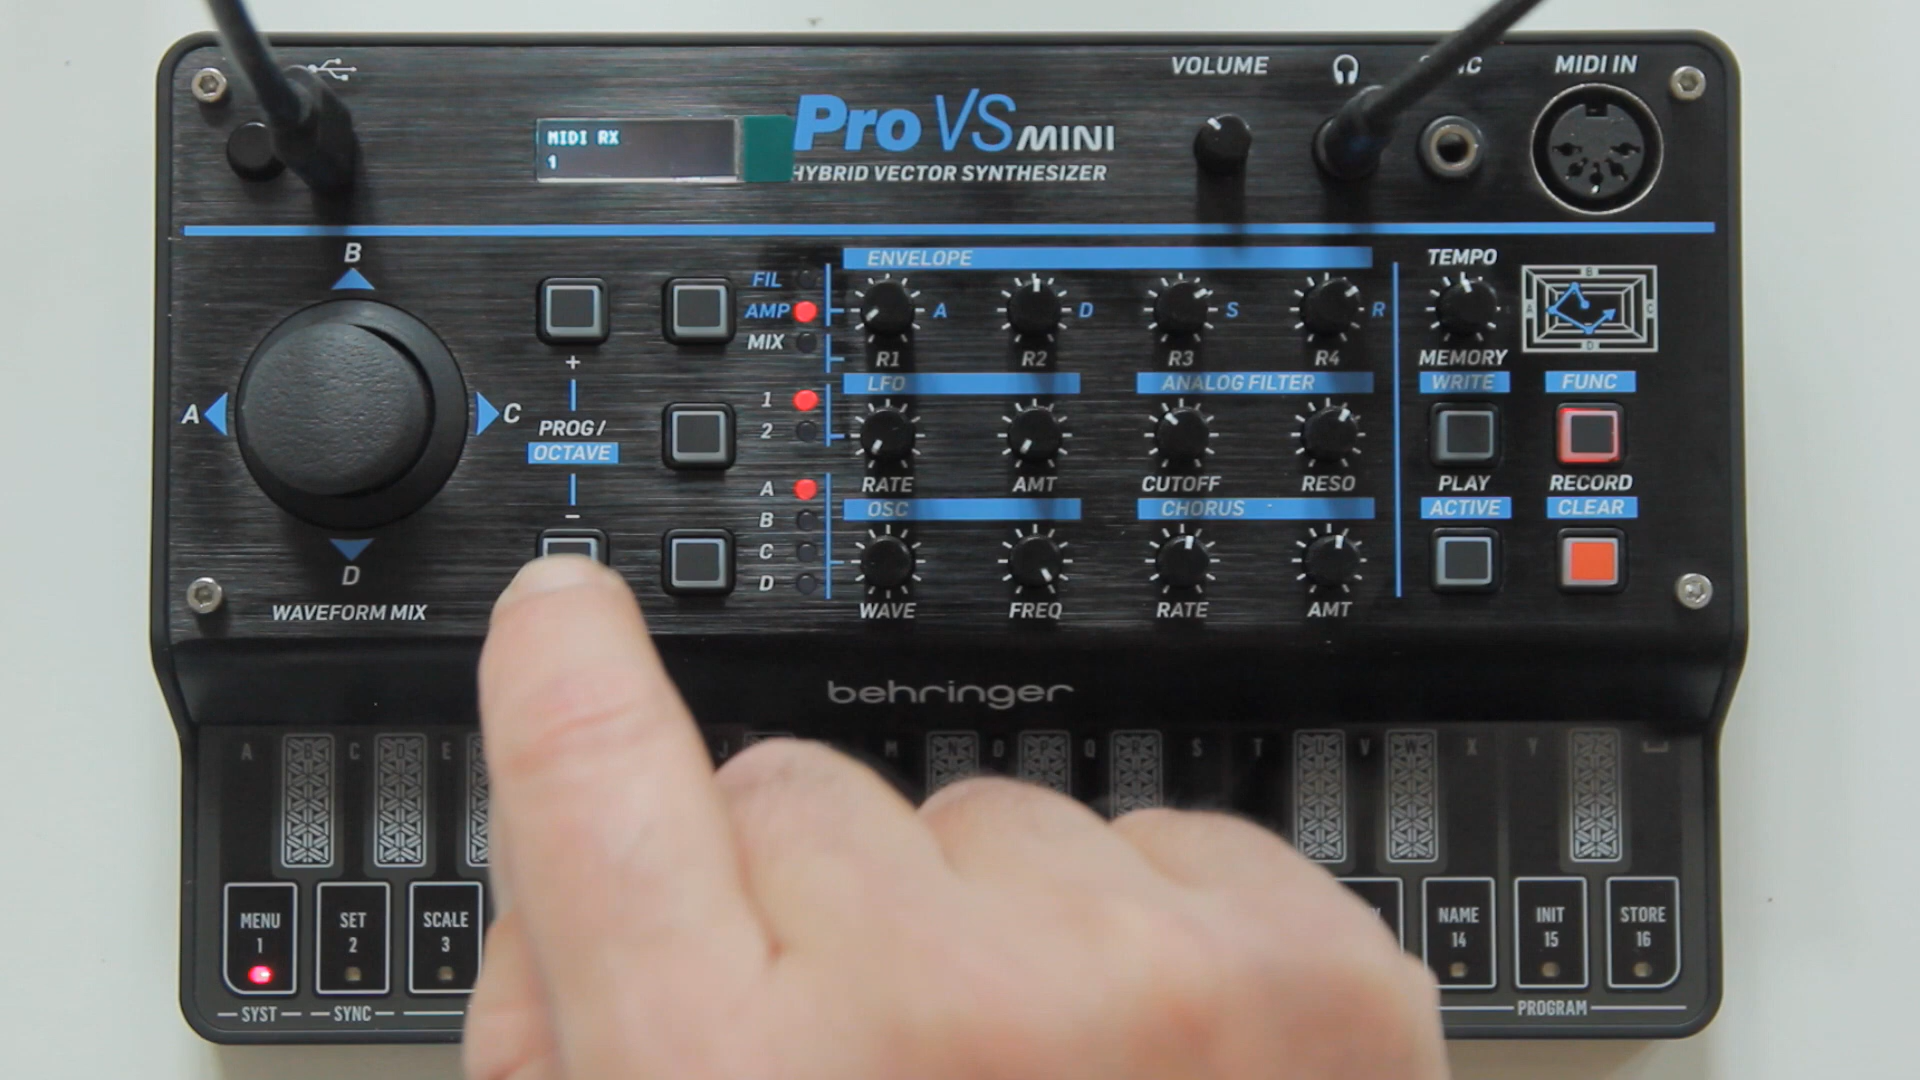 VOLUME
MIDI IN
MIDI RX
1
Pro VS MINI
HYBRID VECTOR SYNTHESIZER
B
A
C
D
WAVEFORM MIX
+
PROG /
OCTAVE
-
FIL
AMP
MIX
1
2
A
B
C
D
ENVELOPE
A D S R
R1 R2 R3 R4
LFO
ANALOG FILTER
RATE AMT CUTOFF RESO
OSC
CHORUS
WAVE FREQ RATE AMT
TEMPO
B
A
C
D
MEMORY
WRITE FUNC
PLAY RECORD
ACTIVE CLEAR
behringer
A B C D E J M N O P Q R S T U V W X Y Z
MENU
1
SET
2
SCALE
3
NAME
14
INIT
15
STORE
16
SYST SYNC PROGRAM